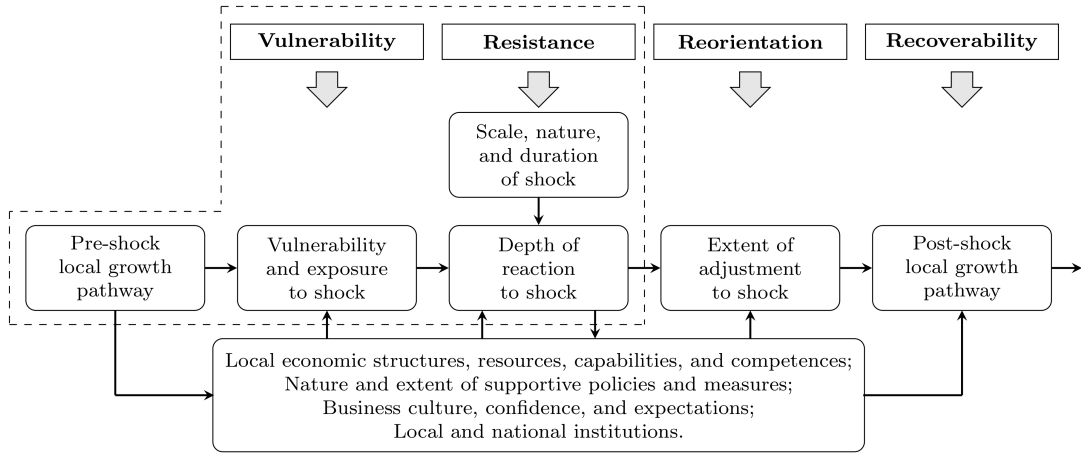 Vulnerability
Resistance
Reorientation
Recoverability
Scale, nature,
and duration
of shock
Pre-shock
local growth
pathway
Vulnerability
and exposure
to shock
Depth of
reaction
to shock
Extent of
adjustment
to shock
Post-shock
local growth
pathway
Local economic structures, resources, capabilities, and competences;
Nature and extent of supportive policies and measures;
Business culture, confidence, and expectations;
Local and national institutions.